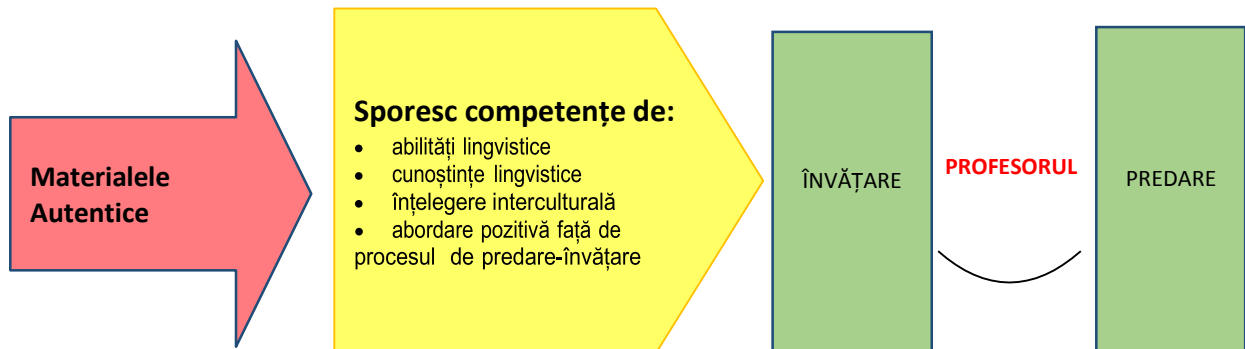 Materialele
Autentice
Sporesc competențe de:
• abilități lingvistice
• cunoștințe lingvistice
• înțelegere interculturală
• abordare pozitivă față de
procesul de predare-învățare
ÎNVĂȚARE
PROFESORUL
PREDARE